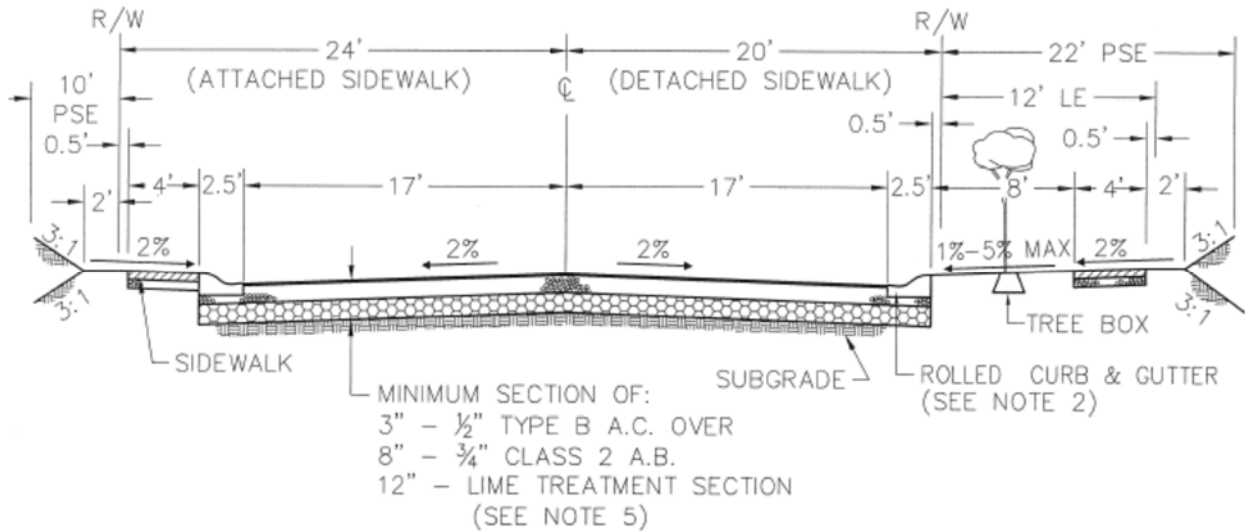 R/W
R/W
24'
20'
22' PSE
(ATTACHED SIDEWALK)
℄
(DETACHED SIDEWALK)
10'
PSE
12' LE
0.5'
0.5'
0.5'
2'
4'
2.5'
17'
17'
2.5'
8'
4'
2'
3:1
2%
2%
2%
1%-5% MAX
2%
3:1
3:1
3:1
SIDEWALK
TREE BOX
SUBGRADE
ROLLED CURB & GUTTER
(SEE NOTE 2)
MINIMUM SECTION OF:
3" - ½" TYPE B A.C. OVER
8" - ¾" CLASS 2 A.B.
12" - LIME TREATMENT SECTION
(SEE NOTE 5)